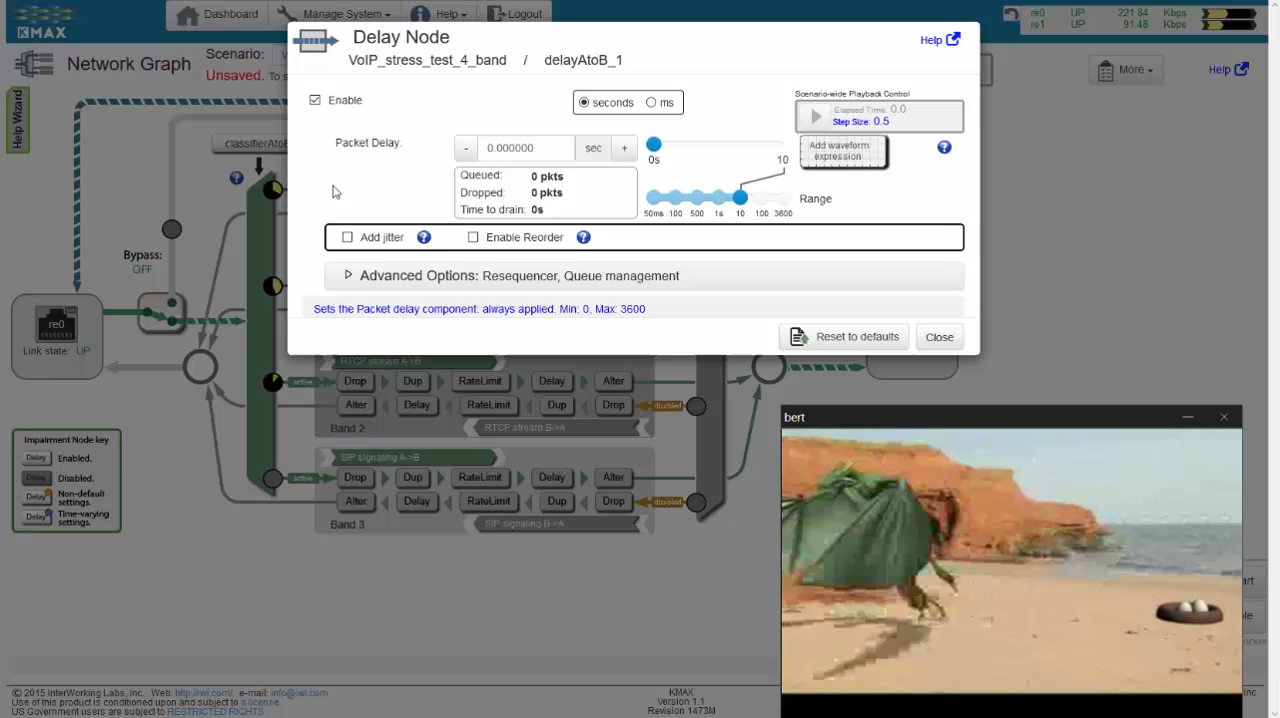 KMAX
Dashboard
Manage System
Help
Logout
re0 UP 221.84 Kbps
re1 UP 91.48 Kbps
Network Graph
Scenario:
Unsaved.
More
Help
Help Wizard
Delay Node
Help
VoIP_stress_test_4_band / delayAtoB_1
Enable
seconds ms
Scenario-wide Playback Control
Elapsed Time: 0.0
Step Size: 0.5
Packet Delay:
- 0.000000 sec +
0s 10
Add waveform expression
Queued: 0 pkts
Dropped: 0 pkts
Time to drain: 0s
50ms 100 500 1s 10 100 3600
Range
Add jitter
Enable Reorder
Advanced Options: Resequencer, Queue management
Sets the Packet delay component: always applied. Min: 0, Max: 3600
Reset to defaults
Close
Bypass:
OFF
re0
Link state: UP
RTCP stream A->B
active Drop Dup RateLimit Delay Alter
Alter Delay RateLimit Dup Drop disabled
Band 2
RTCP stream B->A
SIP signaling A->B
active Drop Dup RateLimit Delay Alter
Alter Delay RateLimit Dup Drop disabled
Band 3
SIP signaling B->A
Impairment Node key
Delay Enabled.
Delay Disabled.
Delay Non-default settings.
Delay Time-varying settings.
bert
© 2015 InterWorking Labs, Inc. Web: http://iwl.com/ e-mail: info@iwl.com
Use of this product is conditioned upon and subject to a license.
US Government users are subject to RESTRICTED RIGHTS
KMAX
Version 1.1
Revision 1473M